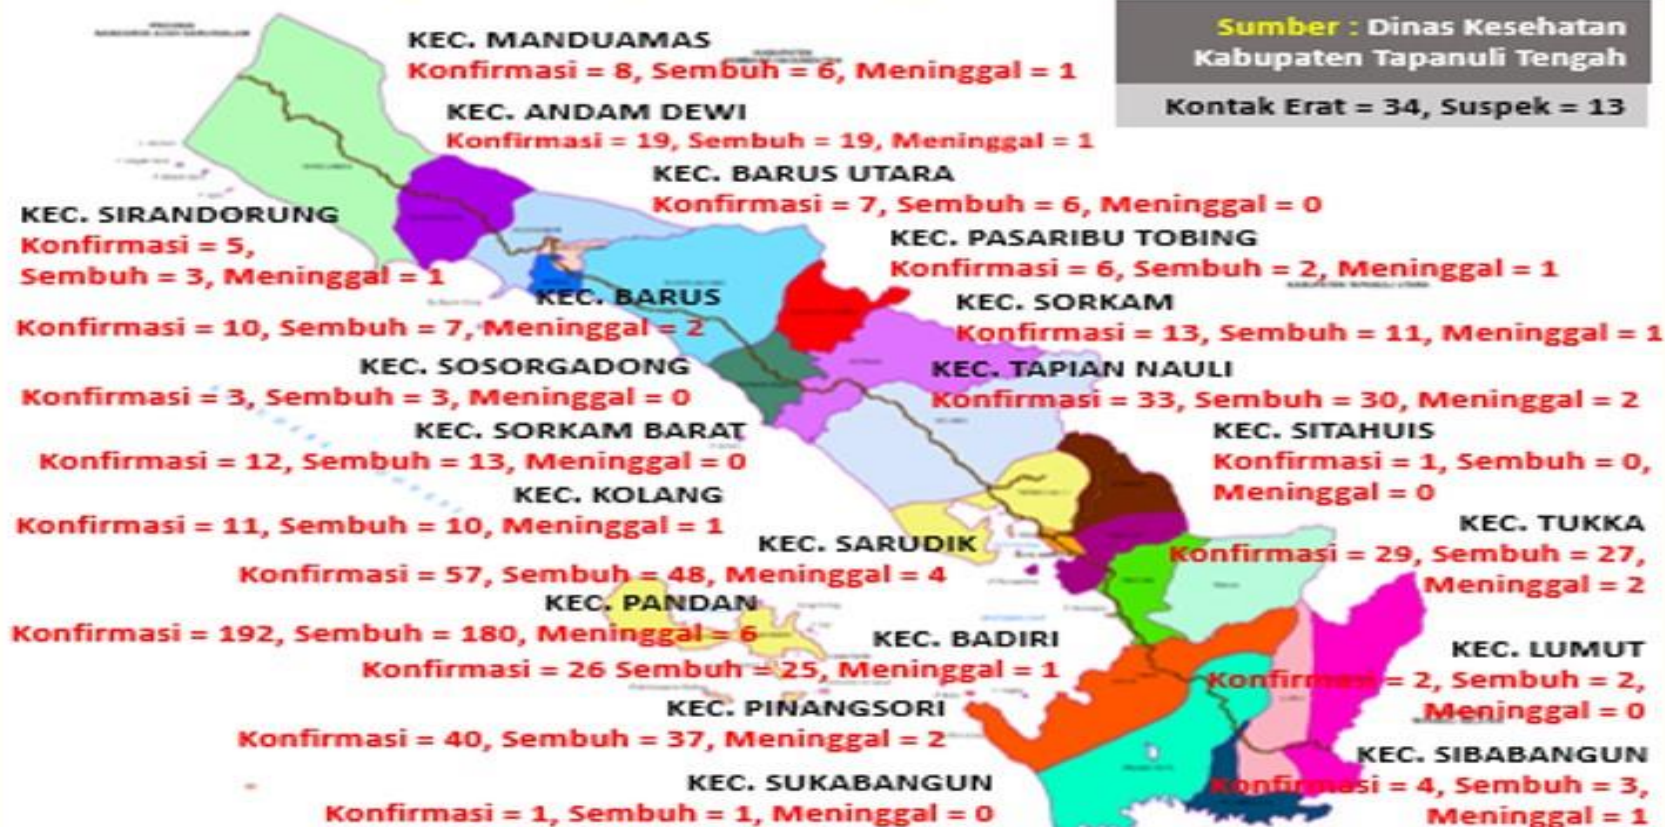 Sumber : Dinas Kesehatan
Kabupaten Tapanuli Tengah
Kontak Erat = 34, Suspek = 13
KEC. MANDUAMAS
Konfirmasi = 8, Sembuh = 6, Meninggal = 1
KEC. ANDAM DEWI
Konfirmasi = 19, Sembuh = 19, Meninggal = 1
KEC. BARUS UTARA
Konfirmasi = 7, Sembuh = 6, Meninggal = 0
KEC. SIRANDORUNG
Konfirmasi = 5,
Sembuh = 3, Meninggal = 1
KEC. PASARIBU TOBING
Konfirmasi = 6, Sembuh = 2, Meninggal = 1
KEC. BARUS
Konfirmasi = 10, Sembuh = 7, Meninggal = 2
KEC. SORKAM
Konfirmasi = 13, Sembuh = 11, Meninggal = 1
KEC. SOSORGADONG
Konfirmasi = 3, Sembuh = 3, Meninggal = 0
KEC. TAPIAN NAULI
Konfirmasi = 33, Sembuh = 30, Meninggal = 2
KEC. SORKAM BARAT
Konfirmasi = 12, Sembuh = 13, Meninggal = 0
KEC. SITAHUIS
Konfirmasi = 1, Sembuh = 0,
Meninggal = 0
KEC. KOLANG
Konfirmasi = 11, Sembuh = 10, Meninggal = 1
KEC. TUKKA
Konfirmasi = 29, Sembuh = 27,
Meninggal = 2
KEC. SARUDIK
Konfirmasi = 57, Sembuh = 48, Meninggal = 4
KEC. PANDAN
Konfirmasi = 192, Sembuh = 180, Meninggal = 6
KEC. BADIRI
Konfirmasi = 26 Sembuh = 25, Meninggal = 1
KEC. LUMUT
Konfirmasi = 2, Sembuh = 2,
Meninggal = 0
KEC. PINANGSORI
Konfirmasi = 40, Sembuh = 37, Meninggal = 2
KEC. SIBABANGUN
Konfirmasi = 4, Sembuh = 3,
Meninggal = 1
KEC. SUKABANGUN
Konfirmasi = 1, Sembuh = 1, Meninggal = 0